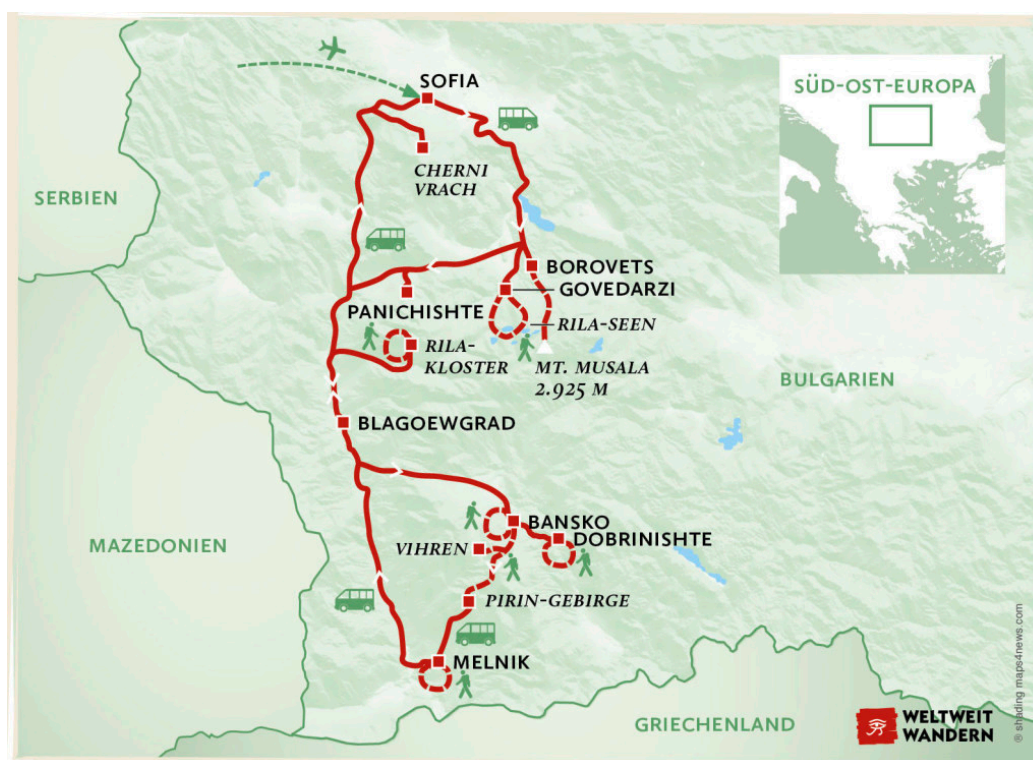 SOFIA
SÜD-OST-EUROPA
CHERNI
VRACH
SERBIEN
BOROVETS
GOVEDARZI
PANICHISHTE
RILA-SEEN
RILA-
KLOSTER
MT. MUSALA
2.925 M
BULGARIEN
BLAGOEWGRAD
BANSKO
DOBRINISHTE
MAZEDONIEN
VIHREN
PIRIN-GEBIRGE
MELNIK
GRIECHENLAND
WELTWEIT
WANDERN
® shading maps4news.com